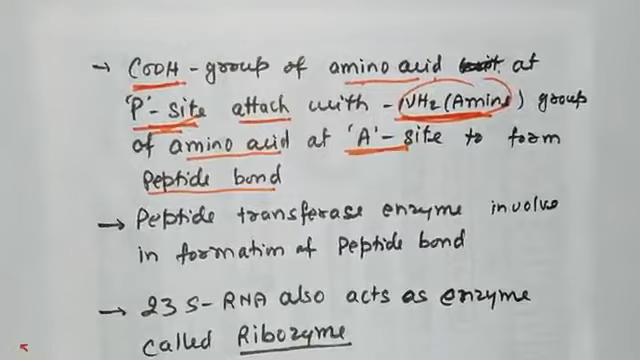 → COOH-group of amino acid at
'P'-site attach with -NH2(Amine) group
of amino acid at 'A'-site to form
Peptide bond
→ Peptide transferase enzyme involve
in formation of Peptide bond
→ 23 S-RNA also acts as enzyme
called Ribozyme